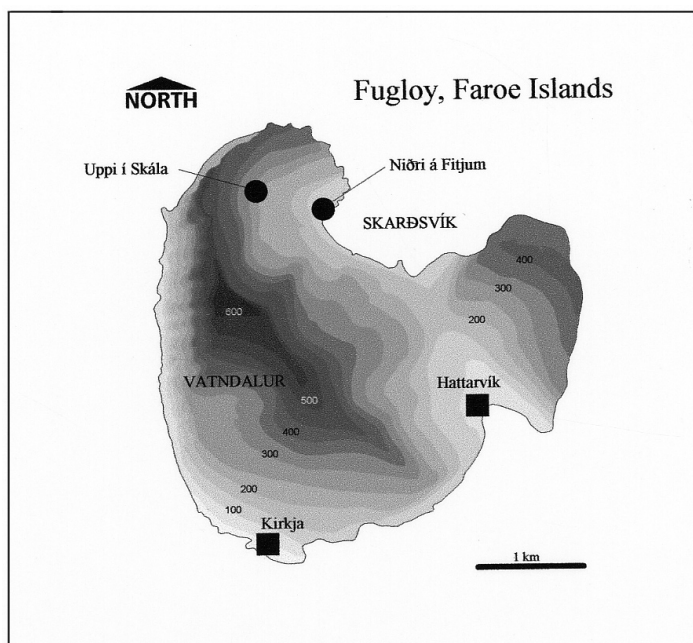 Fugloy, Faroe Islands
NORTH
Uppi í Skála
Niðri á Fitjum
SKARÐSVÍK
400
300
200
600
VATNDALUR
Hattarvík
500
400
300
200
100
Kirkja
1 km